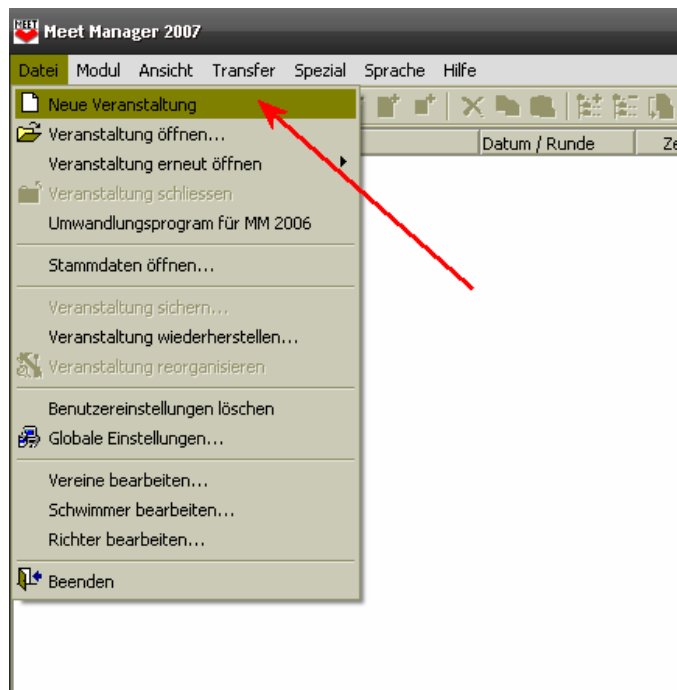 MEET
Meet Manager 2007
Datei Modul Ansicht Transfer Spezial Sprache Hilfe
Neue Veranstaltung
Veranstaltung öffnen...
Datum / Runde
Veranstaltung erneut öffnen
Veranstaltung schliessen
Umwandlungsprogram für MM 2006
Stammdaten öffnen...
Veranstaltung sichern...
Veranstaltung wiederherstellen...
Veranstaltung reorganisieren
Benutzereinstellungen löschen
Globale Einstellungen...
Vereine bearbeiten...
Schwimmer bearbeiten...
Richter bearbeiten...
Beenden